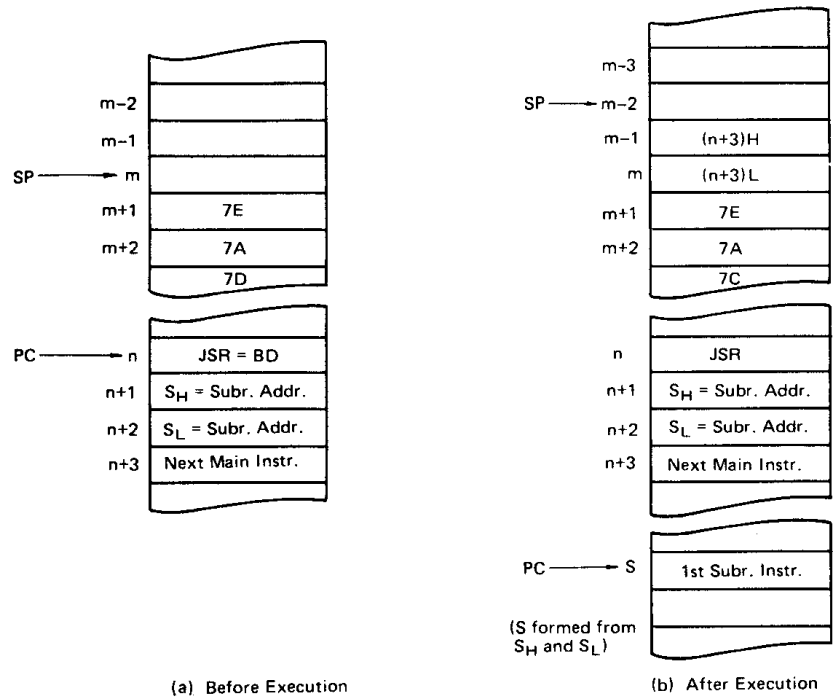 m-2
m-1
SP m
m+1 7E
m+2 7A
7D
PC n JSR = BD
n+1 SH = Subr. Addr.
n+2 SL = Subr. Addr.
n+3 Next Main Instr.
(a) Before Execution
m-3
SP m-2
m-1 (n+3)H
m (n+3)L
m+1 7E
m+2 7A
7C
n JSR
n+1 SH = Subr. Addr.
n+2 SL = Subr. Addr.
n+3 Next Main Instr.
PC S 1st Subr. Instr.
(S formed from
SH and SL)
(b) After Execution